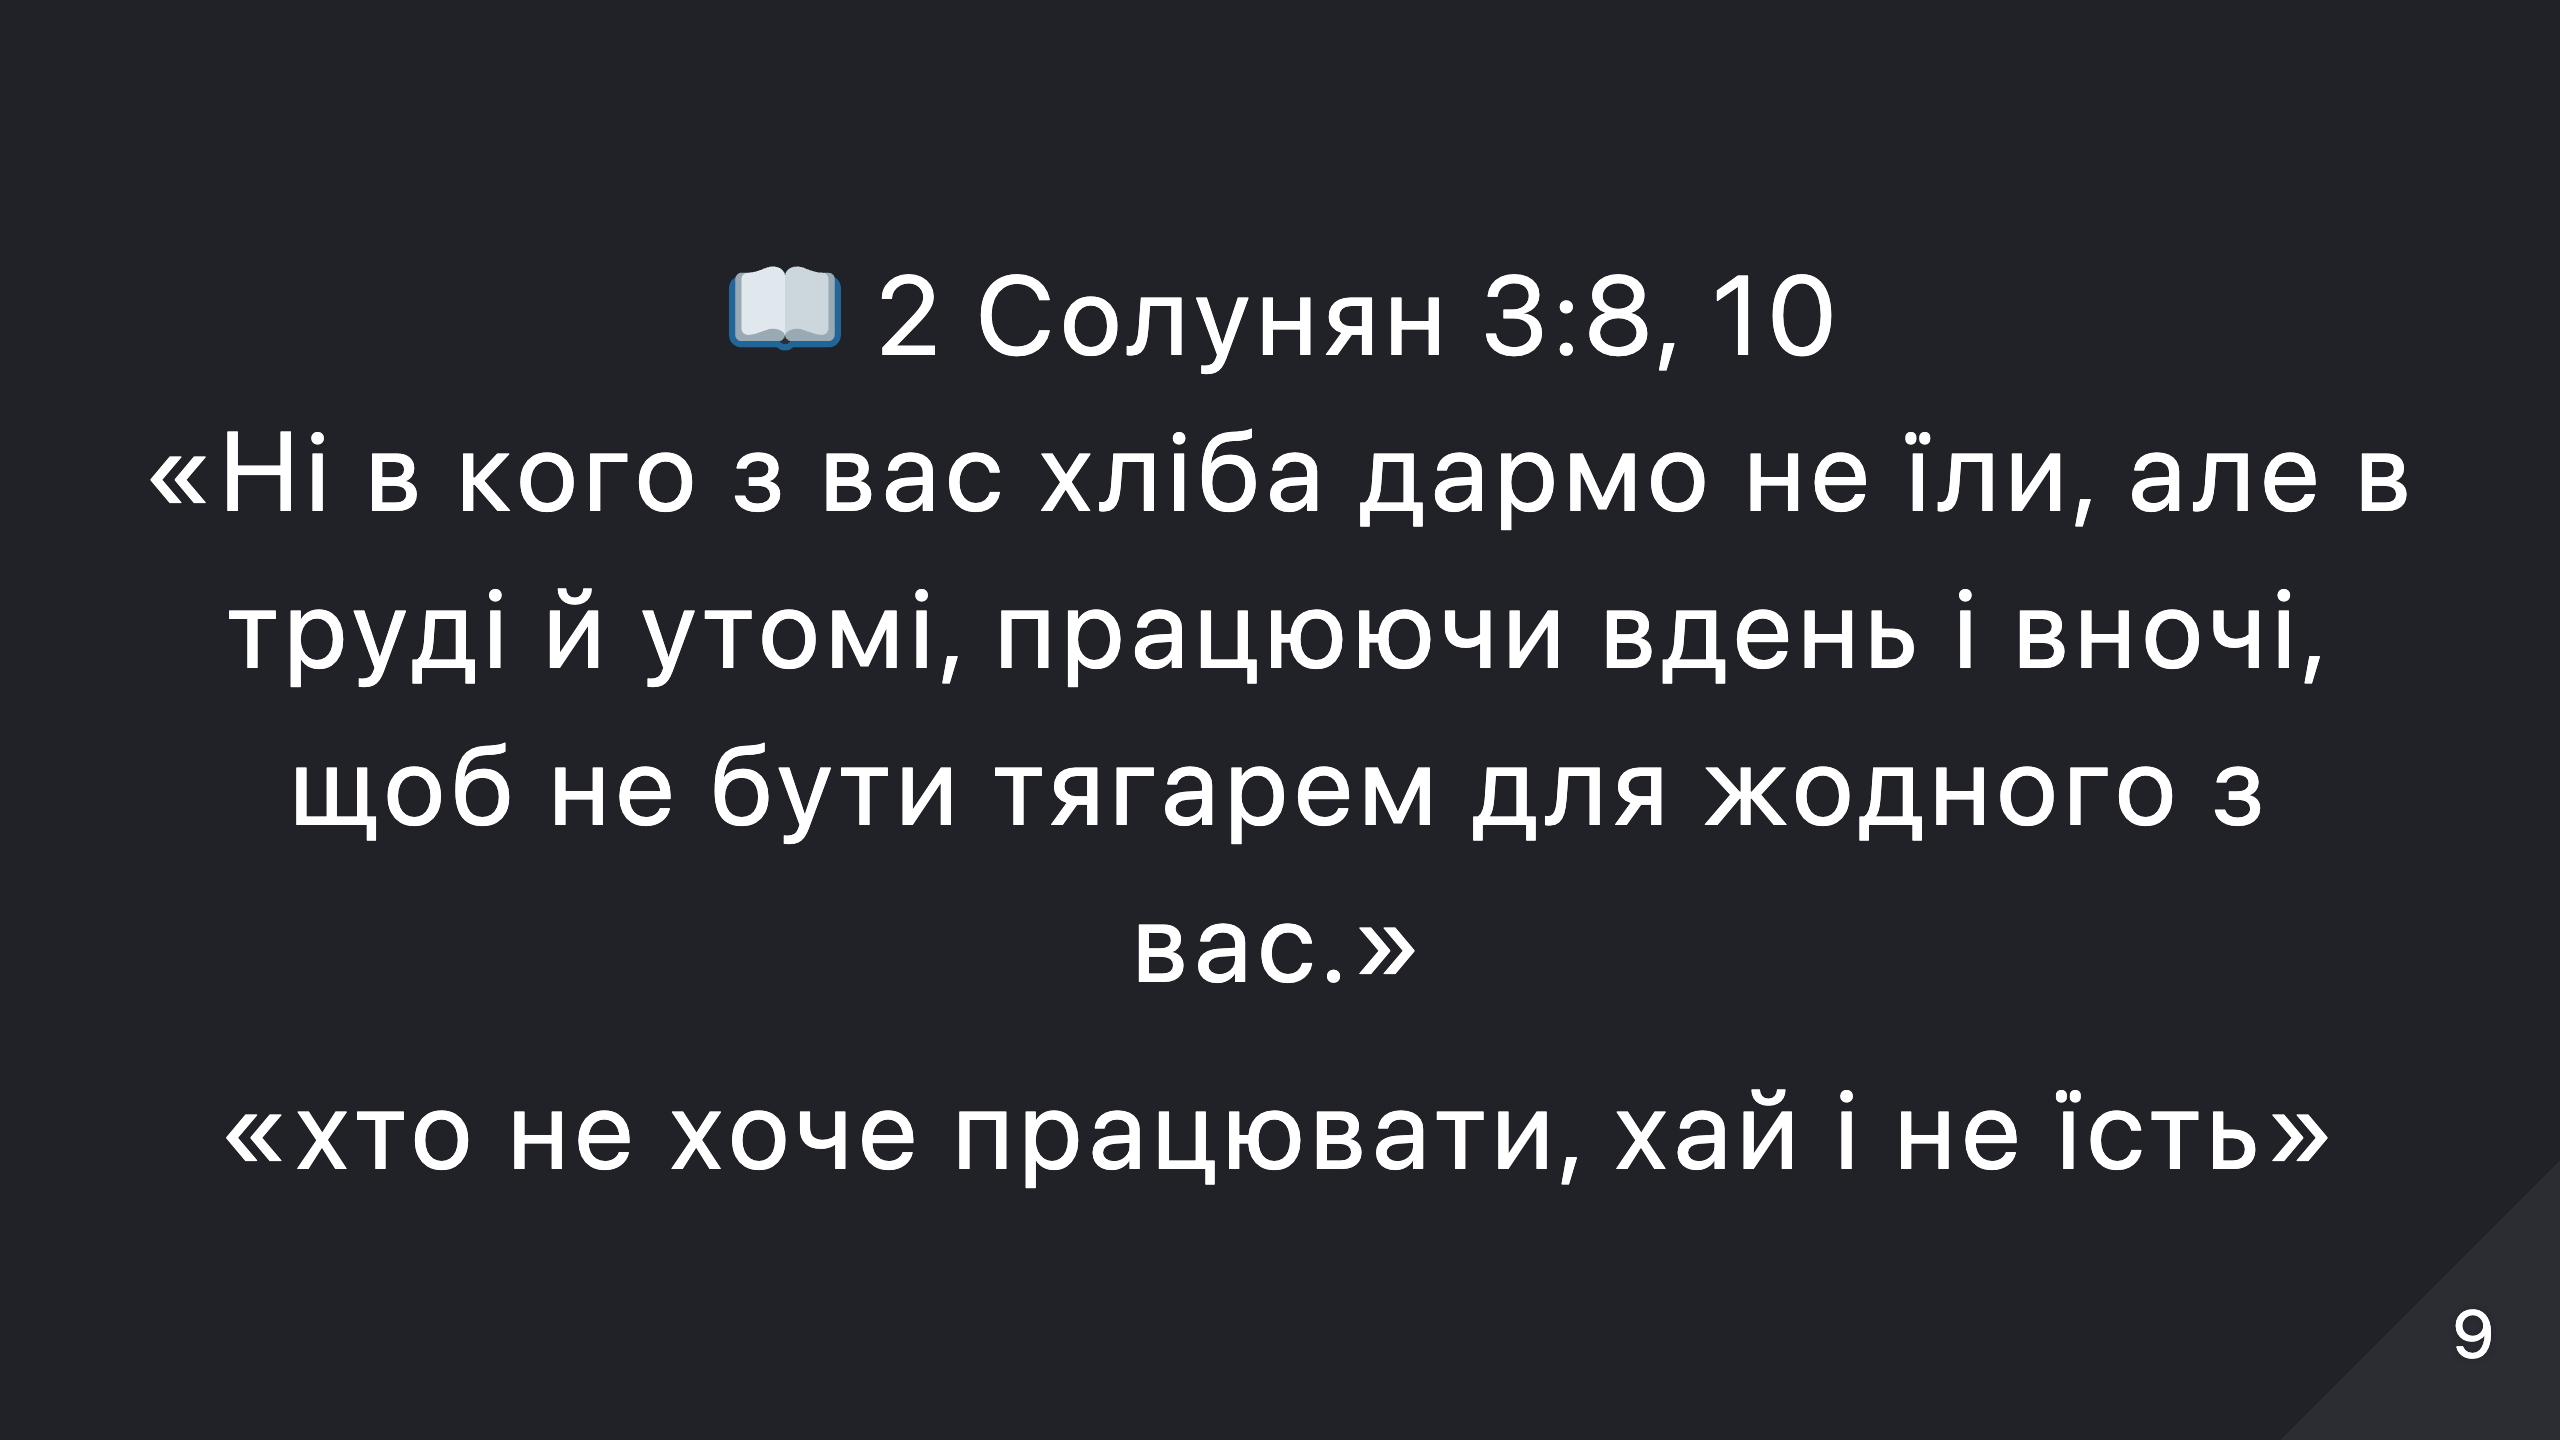 📖 2 Солунян 3:8, 10
«Ні в кого з вас хліба дармо не їли, але в
труді й утомі, працюючи вдень і вночі,
щоб не бути тягарем для жодного з
вас.»
«хто не хоче працювати, хай і не їсть»
9